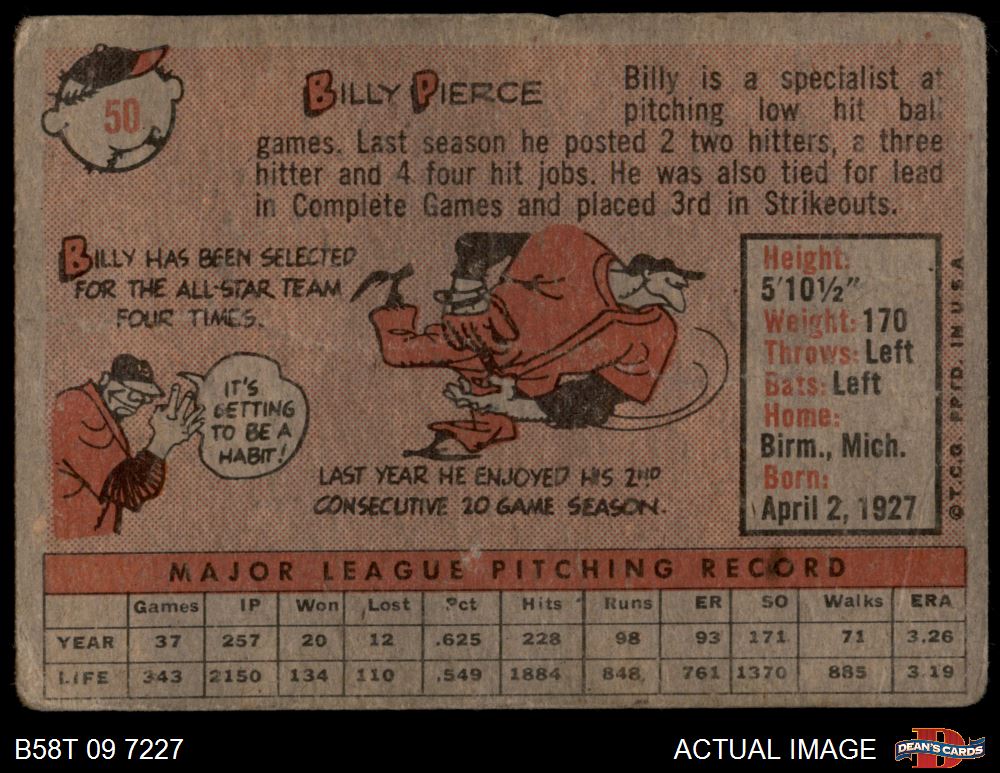 50
BILLY PIERCE
Billy is a specialist at
pitching low hit ball
games. Last season he posted 2 two hitters, a three
hitter and 4 four hit jobs. He was also tied for lead
in Complete Games and placed 3rd in Strikeouts.
BILLY HAS BEEN SELECTED
FOR THE ALL-STAR TEAM
FOUR TIMES.
IT'S
GETTING
TO BE A
HABIT!
LAST YEAR HE ENJOYED HIS 2ND
CONSECUTIVE 20 GAME SEASON.
Height:
5'10½"
Weight: 170
Throws: Left
Bats: Left
Home:
Birm., Mich.
Born:
April 2, 1927
© T.C.G. PRTD. IN U.S.A.
MAJOR LEAGUE PITCHING RECORD
Games IP Won Lost Pct Hits Runs ER SO Walks ERA
YEAR 37 257 20 12 .625 228 98 93 171 71 3.26
LIFE 343 2150 134 110 .549 1884 848 761 1370 885 3.19
B58T 09 7227
ACTUAL IMAGE
D
DEAN'S CARDS